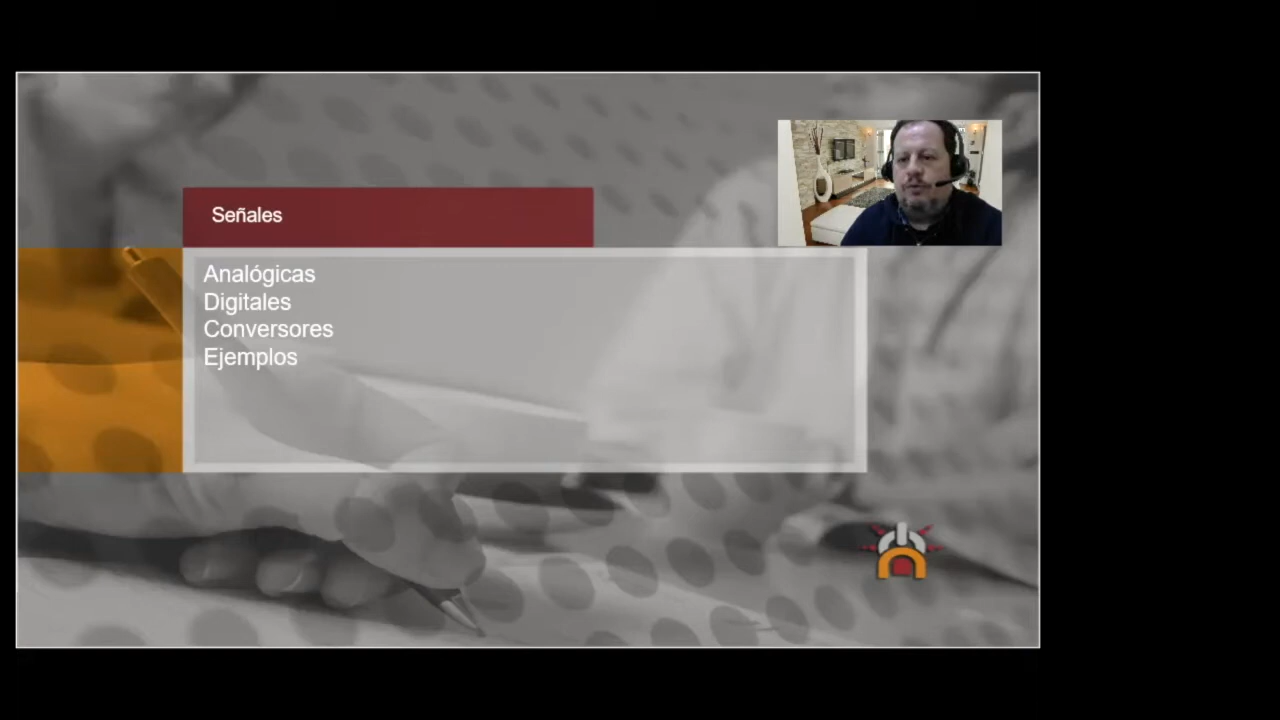 Señales
Analógicas
Digitales
Conversores
Ejemplos